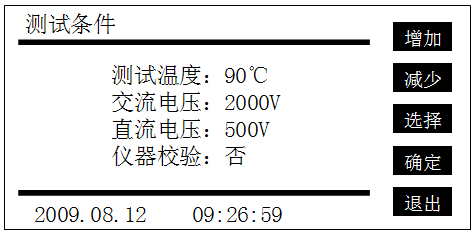 测试条件
测试温度：90℃
交流电压：2000V
直流电压：500V
仪器校验：否
2009.08.12 09:26:59
增加
减少
选择
确定
退出